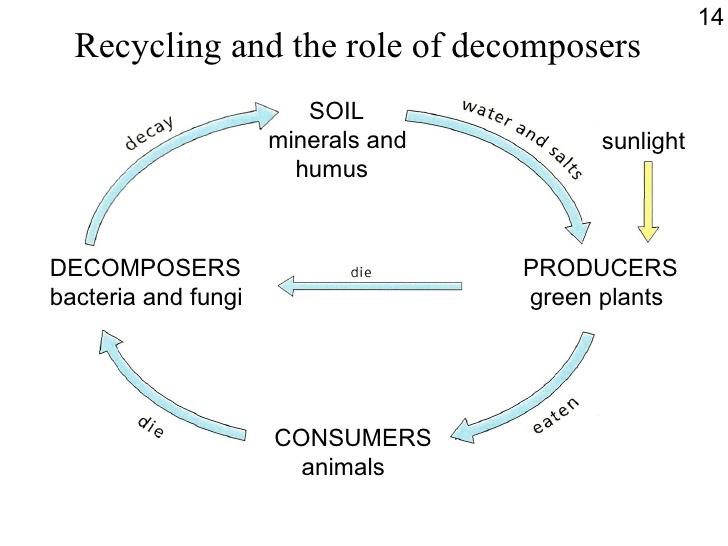 14
Recycling and the role of decomposers
SOIL
minerals and
humus
decay
water and salts
sunlight
DECOMPOSERS
bacteria and fungi
die
PRODUCERS
green plants
die
eaten
CONSUMERS
animals